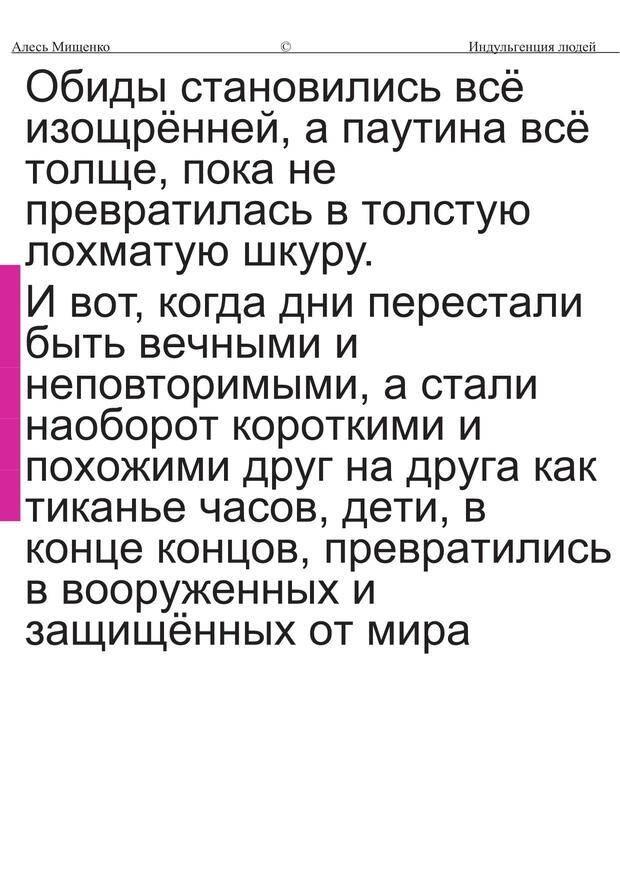 Алесь Мищенко © Индульгенция людей
Обиды становились всё
изощрённей, а паутина всё
толще, пока не
превратилась в толстую
лохматую шкуру.
И вот, когда дни перестали
быть вечными и
неповторимыми, а стали
наоборот короткими и
похожими друг на друга как
тиканье часов, дети, в
конце концов, превратились
в вооруженных и
защищённых от мира